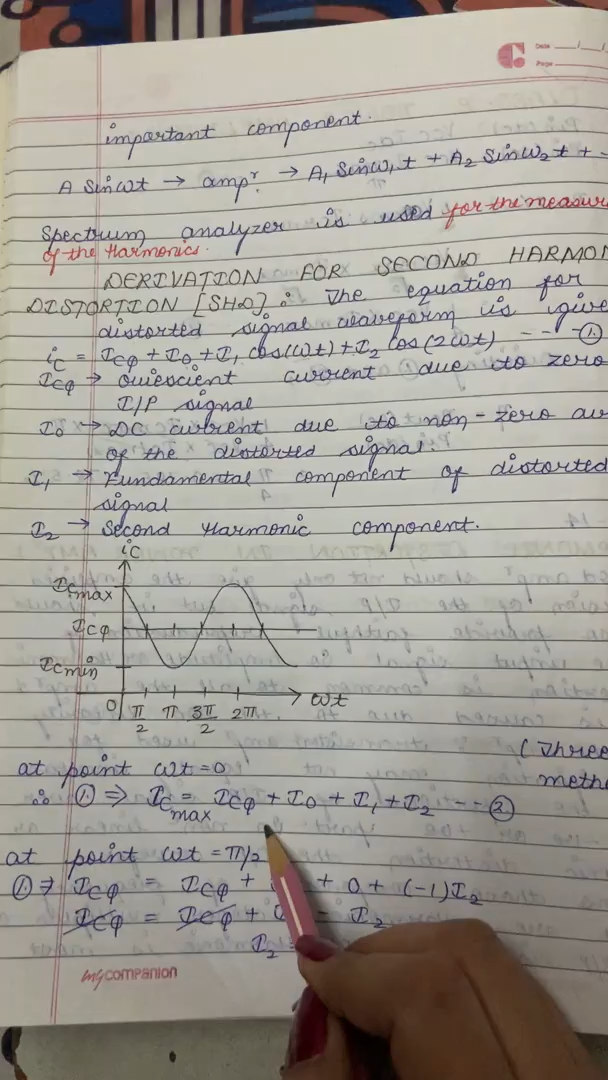 Date
Page
important component.
A Sinωt → ampr. → A₁ Sinω₁t + A₂ Sinω₂t +
Spectrum analyzer is used for the measur
of the Harmonics.
DERIVATION FOR SECOND HARMON
DISTORTION [SHD] : The equation for
distorted signal waveform is give
ic = ICQ + I₀ + I₁ cos(ωt) + I₂ cos(2ωt) --- ①
ICQ → Quiescient current due to zero
I/P signal
I₀ → DC current due to non-zero av
of the distorted signal.
I₁ → Fundamental component of distorted
signal
I₂ → Second Harmonic component.
ic
ICmax
ICQ
ICmin
0 π/2 π 3π/2 2π ωt
(Three
at point ωt=0 metho
∴ ① ⇒ ICmax = ICQ + I₀ + I₁ + I₂ -- ②
at point ωt = π/2
① ⇒ ICQ = ICQ + + 0 + (-1)I₂
ICQ = ICQ + - I₂
I₂
my companion